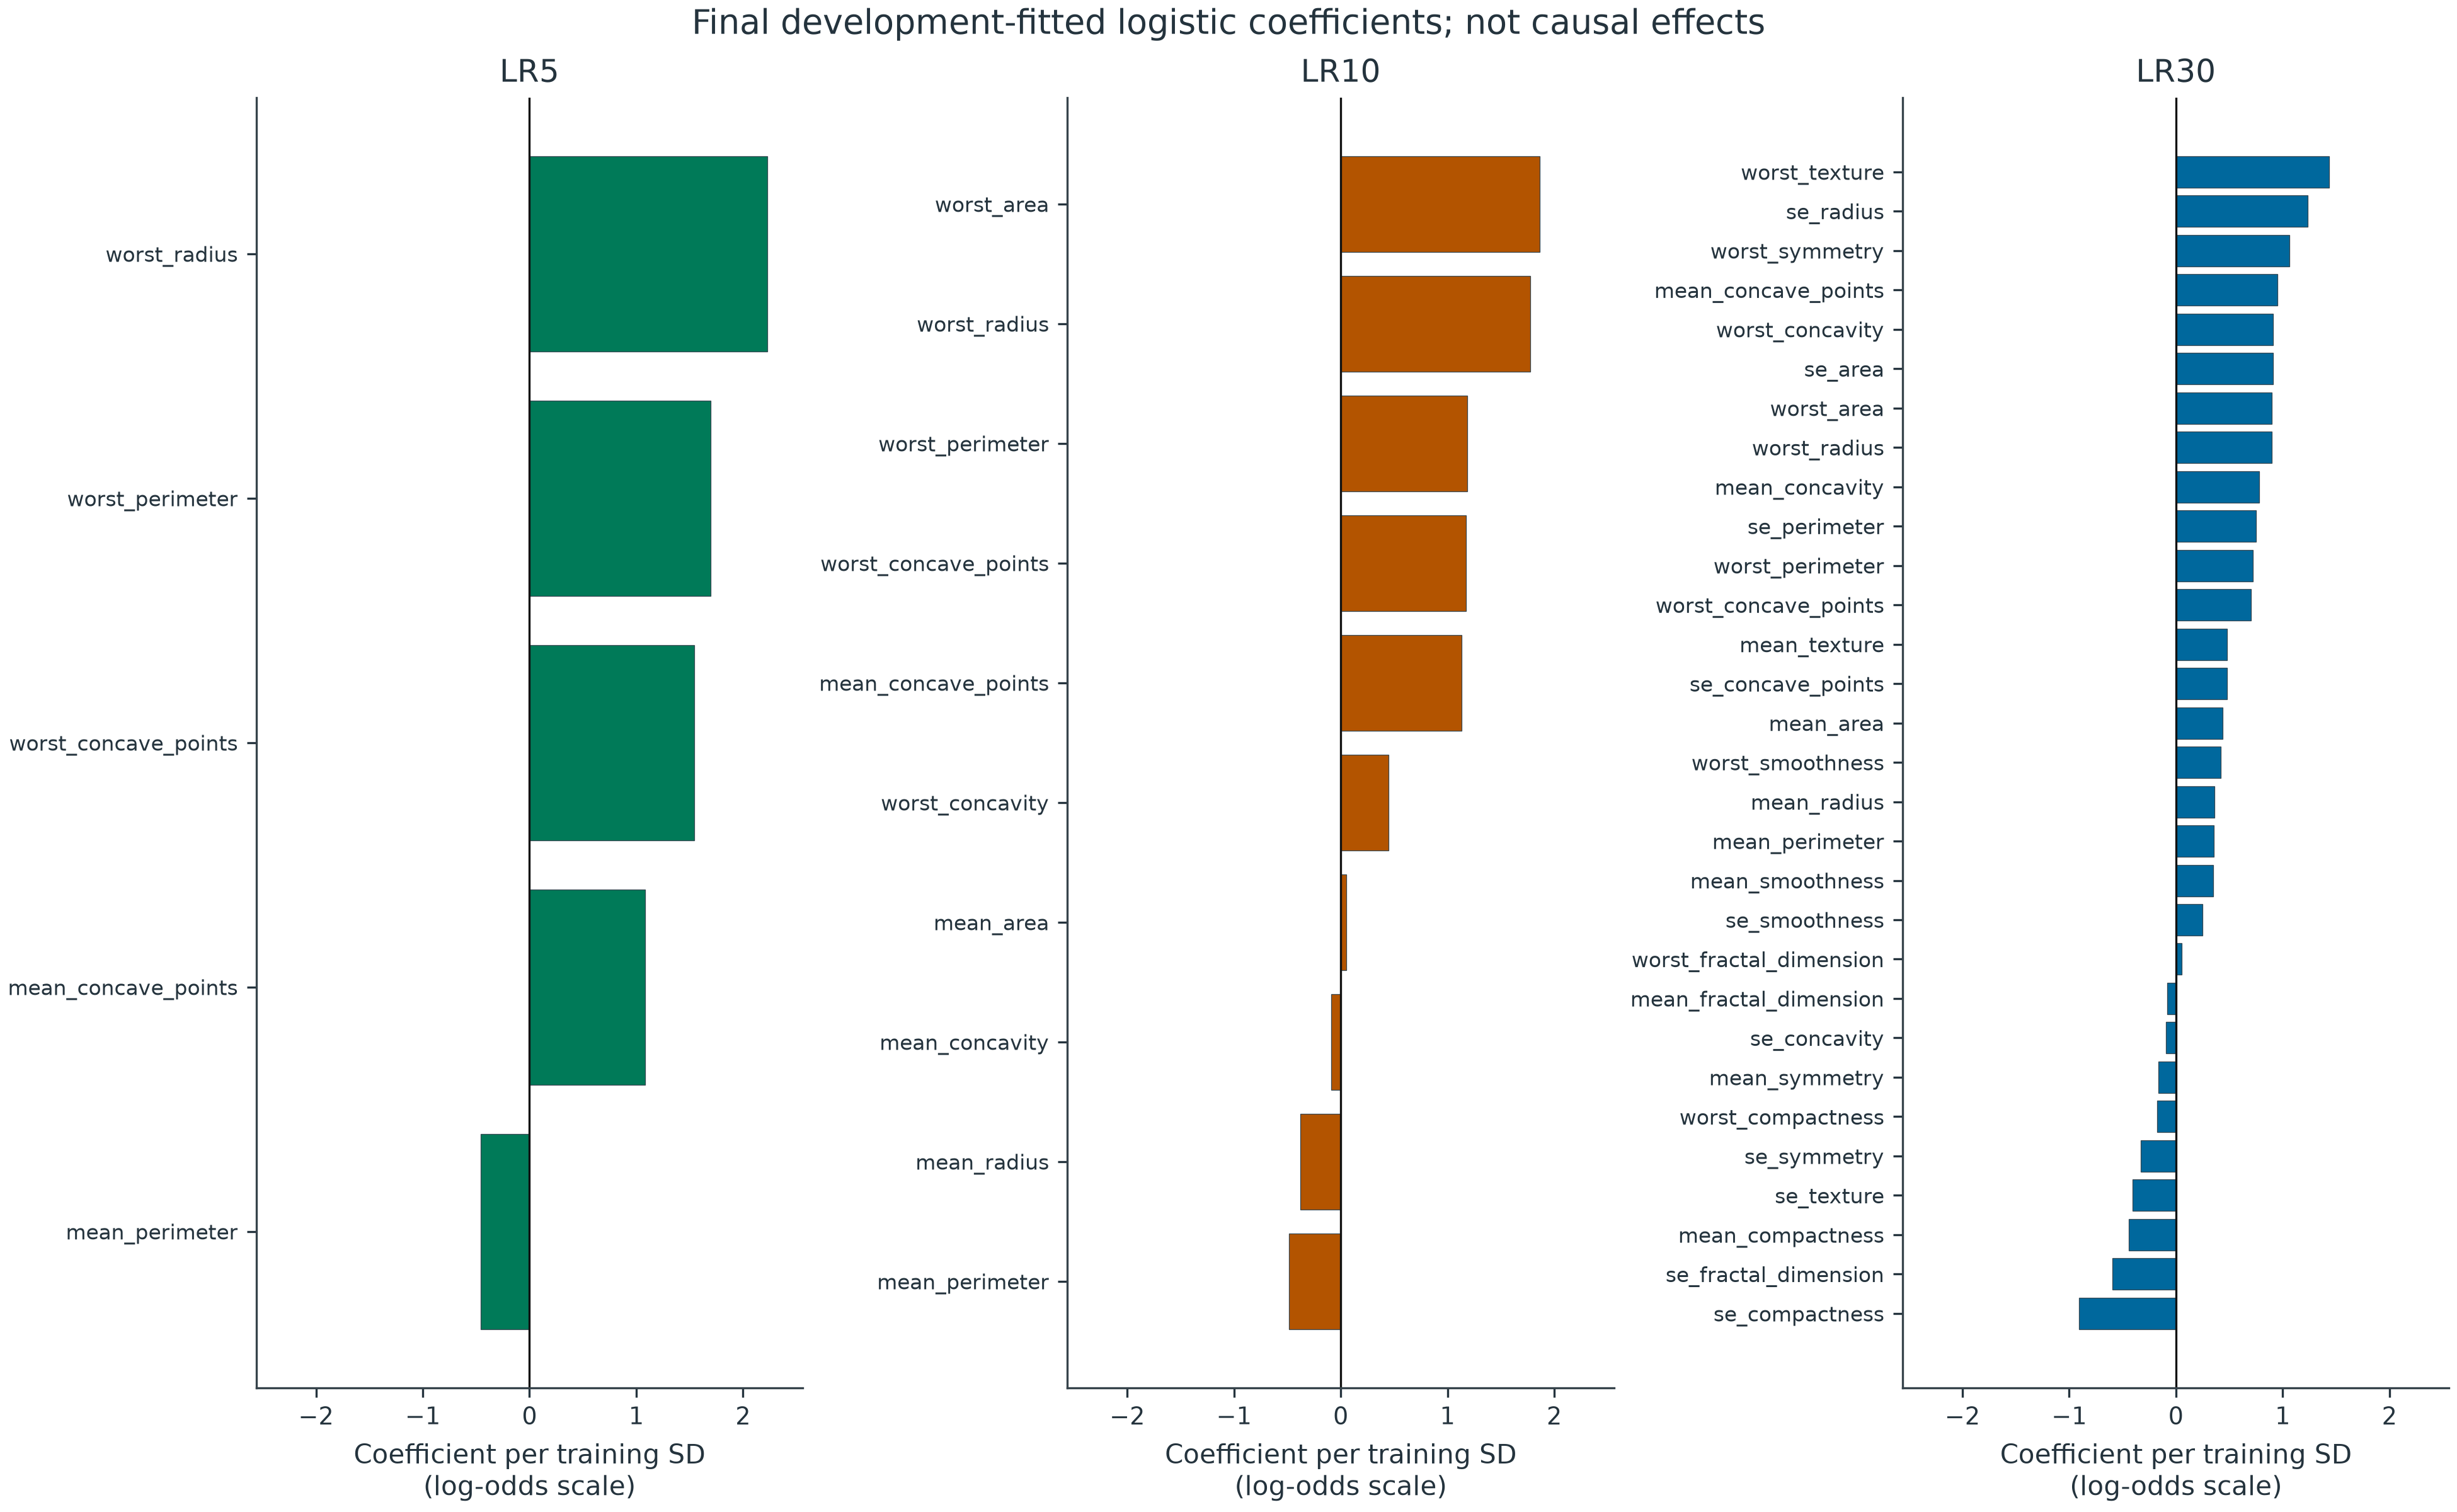 Final development-fitted logistic coefficients; not causal effects
LR5
worst_radius
worst_perimeter
worst_concave_points
mean_concave_points
mean_perimeter
−2 −1 0 1 2
Coefficient per training SD
(log-odds scale)
LR10
worst_area
worst_radius
worst_perimeter
worst_concave_points
mean_concave_points
worst_concavity
mean_area
mean_concavity
mean_radius
mean_perimeter
−2 −1 0 1 2
Coefficient per training SD
(log-odds scale)
LR30
worst_texture
se_radius
worst_symmetry
mean_concave_points
worst_concavity
se_area
worst_area
worst_radius
mean_concavity
se_perimeter
worst_perimeter
worst_concave_points
mean_texture
se_concave_points
mean_area
worst_smoothness
mean_radius
mean_perimeter
mean_smoothness
se_smoothness
worst_fractal_dimension
mean_fractal_dimension
se_concavity
mean_symmetry
worst_compactness
se_symmetry
se_texture
mean_compactness
se_fractal_dimension
se_compactness
−2 −1 0 1 2
Coefficient per training SD
(log-odds scale)